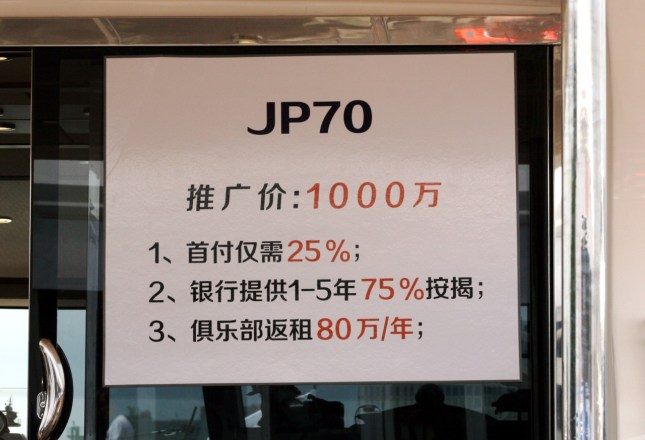 JP70
推广价:1000万
1、首付仅需25%;
2、银行提供1-5年75%按揭;
3、俱乐部返租80万/年;